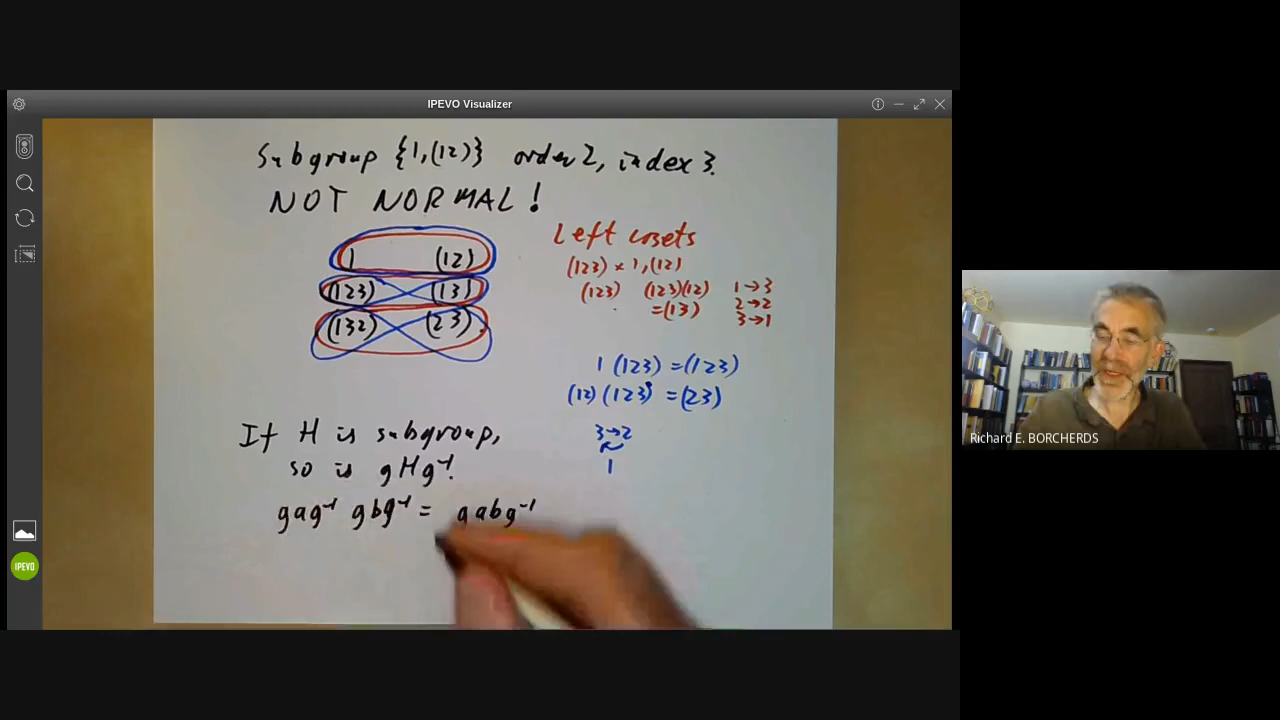 IPEVO Visualizer
Subgroup {1,(12)} order 2, index 3.
NOT NORMAL!
Left cosets
1 (12)
(123) × 1,(12)
(123) (13)
(123) (123)(12) 1→3
2→2
=(13)
3→1
(132) (23)
1 (123) =(123)
(12) (123) =(23)
If H is subgroup,
3→2
1
so is gHg⁻¹.
gag⁻¹ gbg⁻¹ = gabg⁻¹
Richard E. BORCHERDS
IPEVO